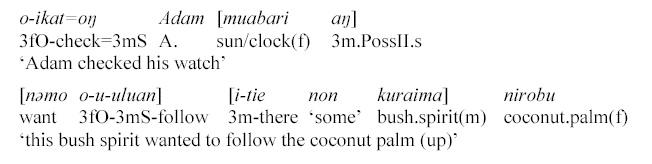 o-ikat=oŋ Adam [muabari aŋ]
3fO-check=3mS A. sun/clock(f) 3m.PossII.s
‘Adam checked his watch’
[nəmo o-u-uluan] [i-tie non kuraima] nirobu
want 3fO-3mS-follow 3m-there ‘some’ bush.spirit(m) coconut.palm(f)
‘this bush spirit wanted to follow the coconut palm (up)’